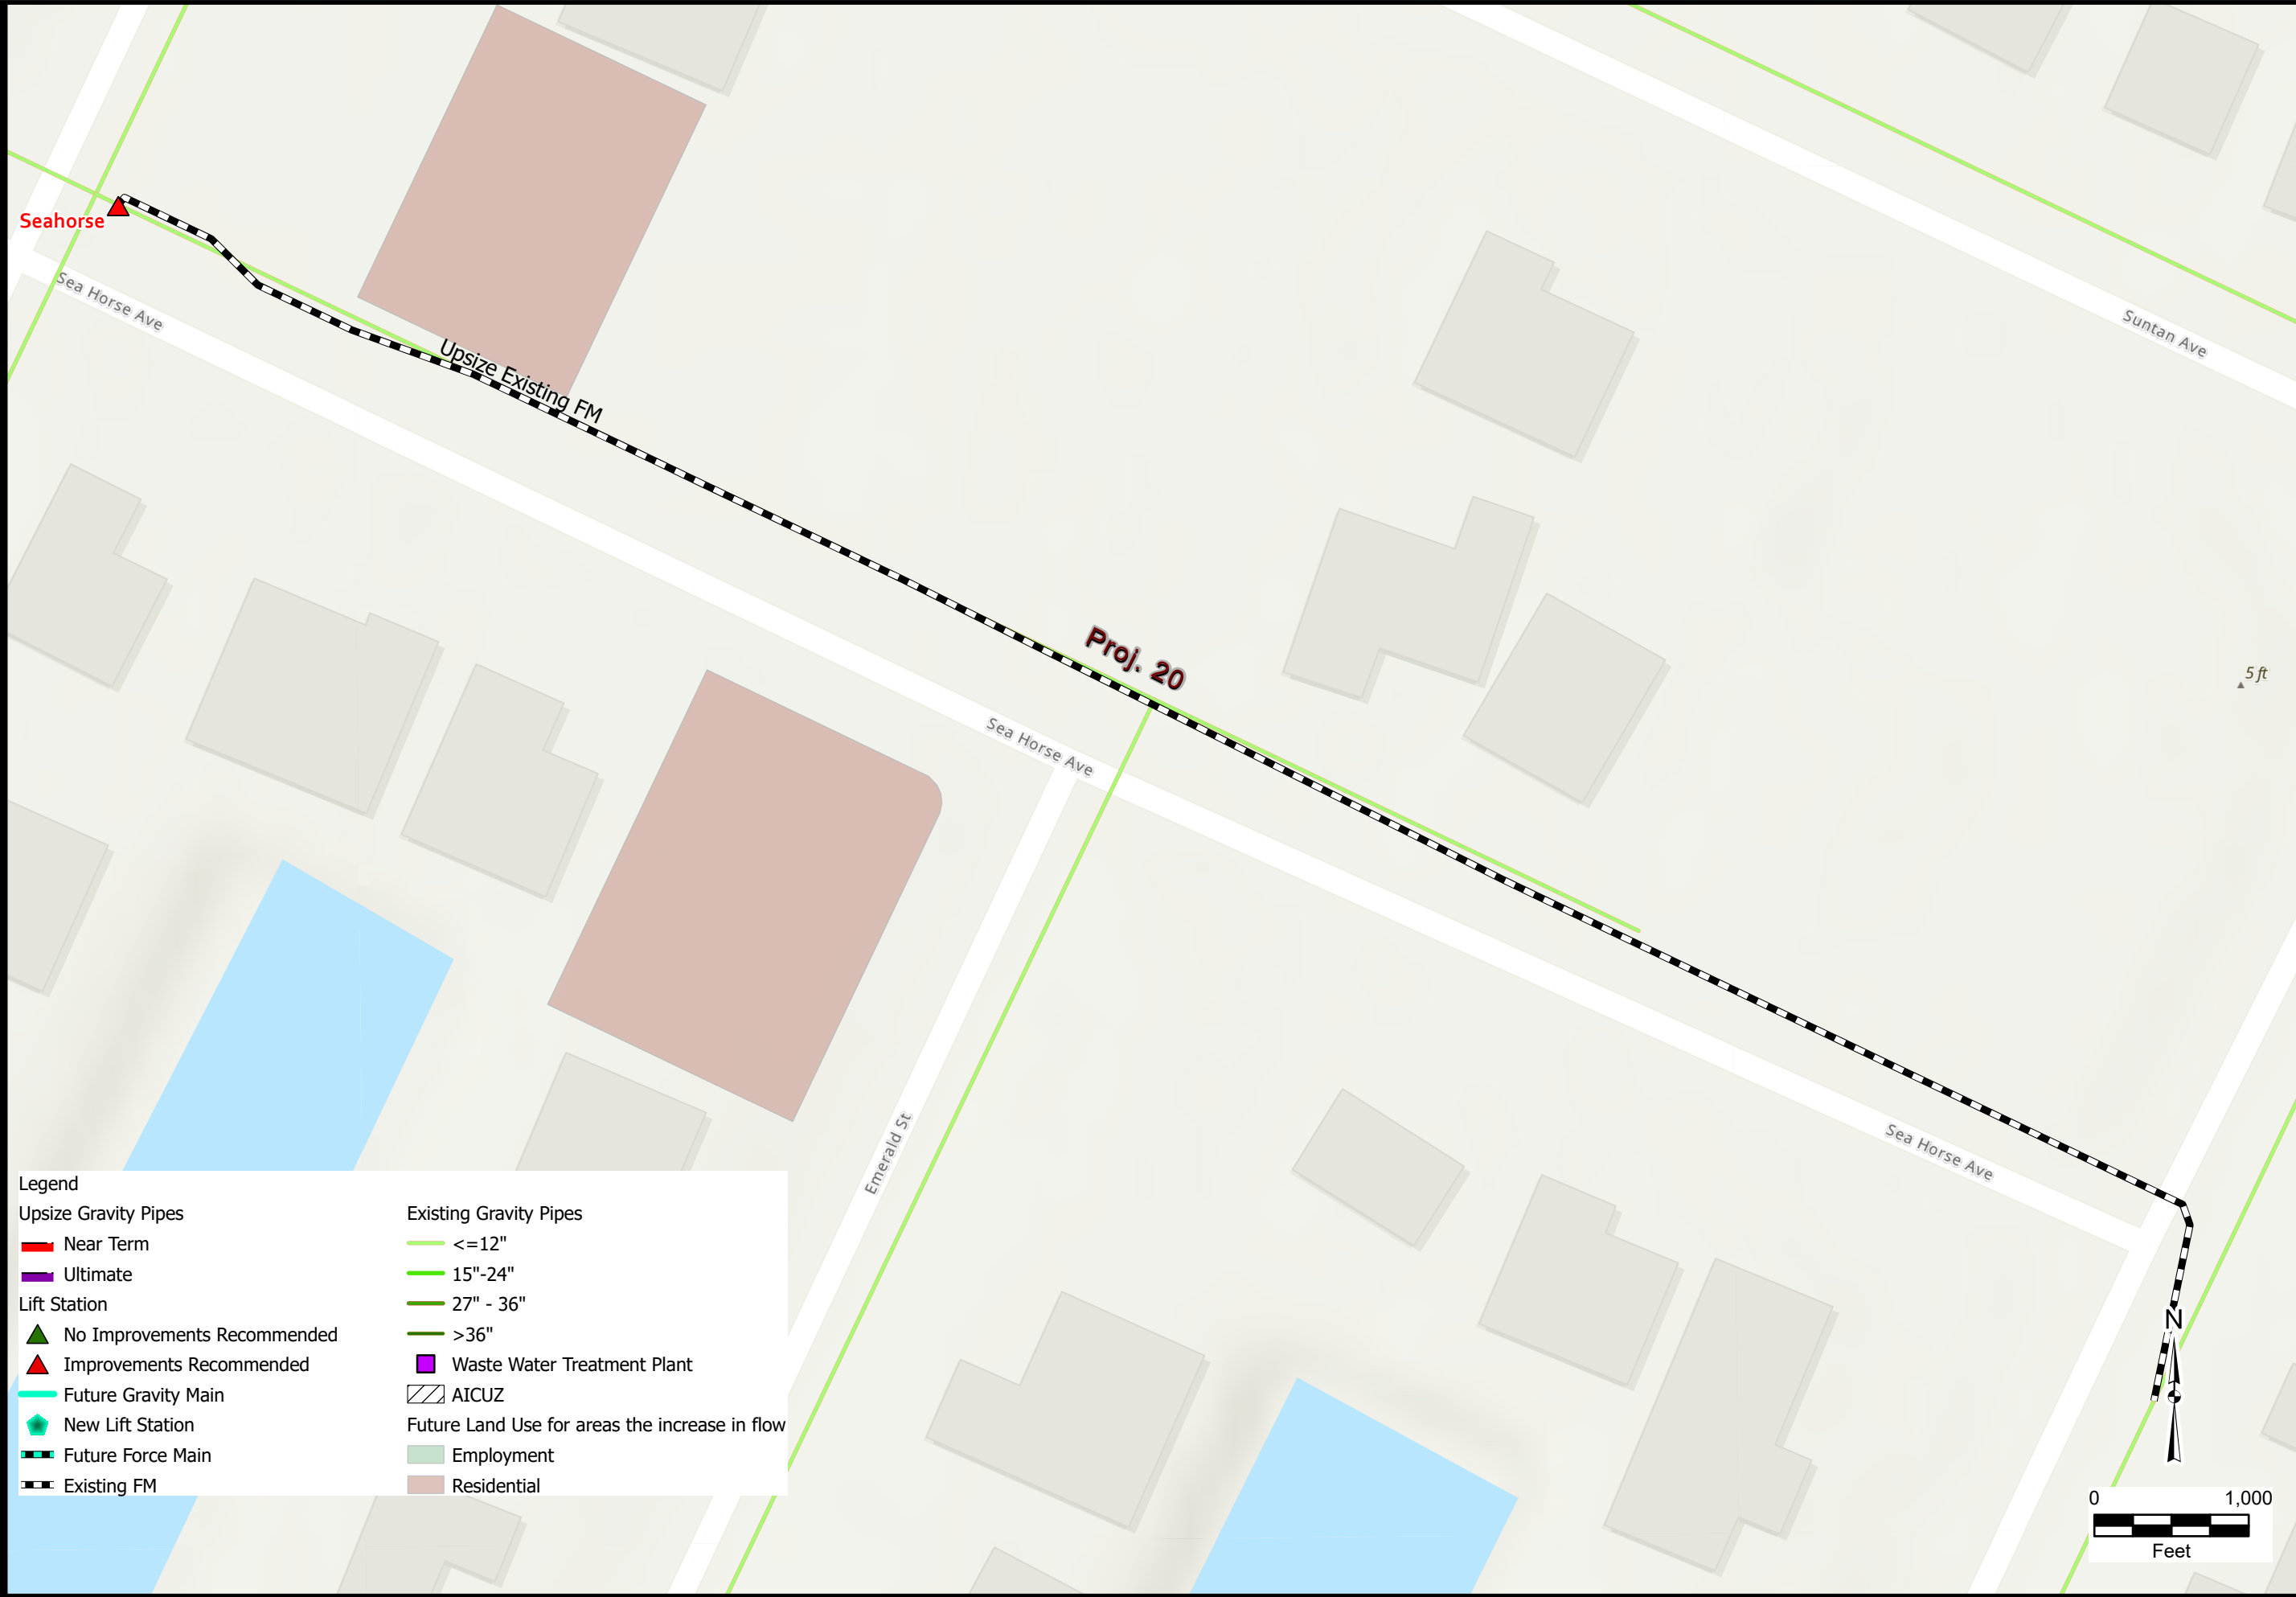 Seahorse
Sea Horse Ave
Suntan Ave
Upsize Existing FM
Proj. 20
5 ft
Sea Horse Ave
Emerald St
Sea Horse Ave
Legend
Upsize Gravity Pipes
Near Term
Ultimate
Lift Station
No Improvements Recommended
Improvements Recommended
Future Gravity Main
New Lift Station
Future Force Main
Existing FM
Existing Gravity Pipes
<=12"
15"-24"
27" - 36"
>36"
Waste Water Treatment Plant
AICUZ
Future Land Use for areas the increase in flow
Employment
Residential
N
0 1,000
Feet